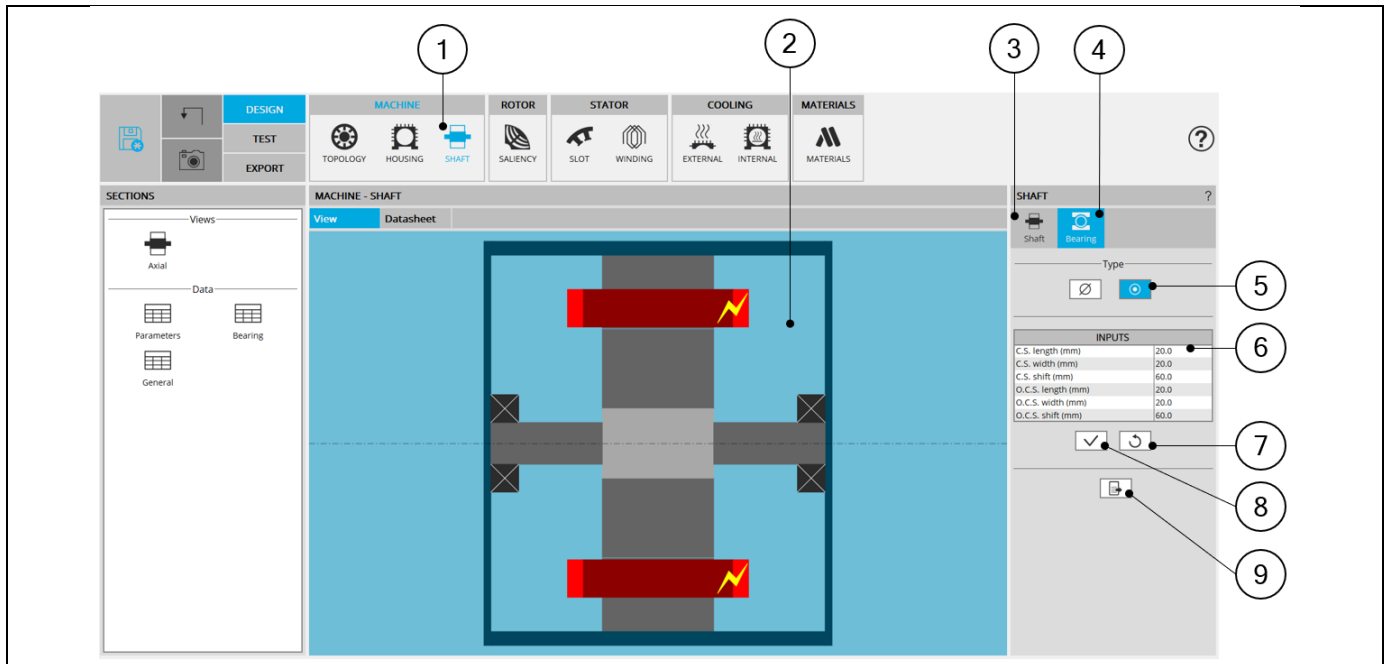 1
2
3
4
DESIGN
TEST
EXPORT
MACHINE
TOPOLOGY
HOUSING
SHAFT
ROTOR
SALIENCY
STATOR
SLOT
WINDING
COOLING
EXTERNAL
INTERNAL
MATERIALS
MATERIALS
?
SECTIONS
Views
Axial
Data
Parameters
Bearing
General
MACHINE - SHAFT
View
Datasheet
SHAFT
?
Shaft
Bearing
Type
INPUTS
C.S. length (mm) 20.0
C.S. width (mm) 20.0
C.S. shift (mm) 60.0
O.C.S. length (mm) 20.0
O.C.S. width (mm) 20.0
O.C.S. shift (mm) 60.0
5
6
7
8
9